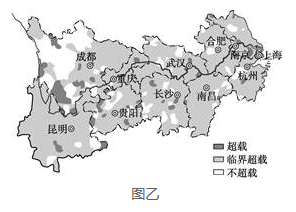 合肥
南京
上海
成都
武汉
杭州
重庆
长沙
南昌
贵阳
昆明
超载
临界超载
不超载
图乙